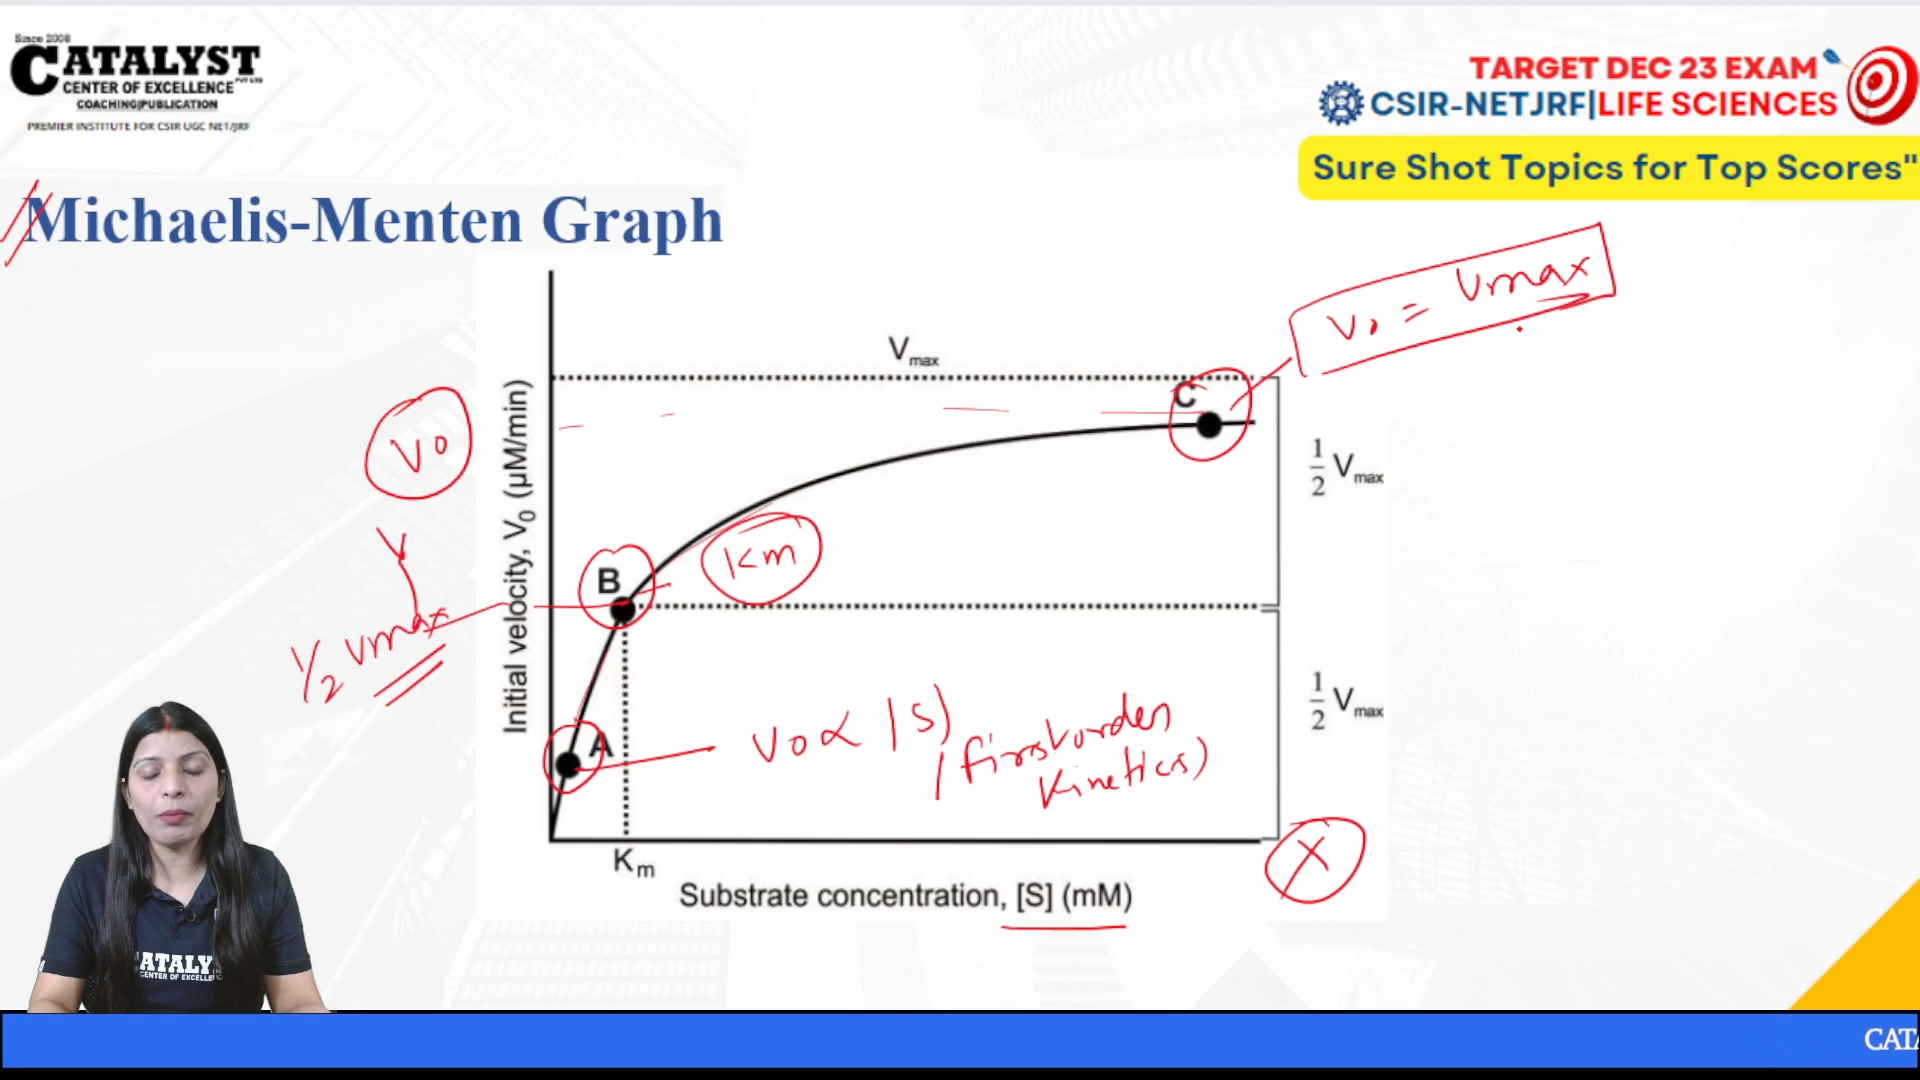 Since 2008
CATALYST
PVT LTD
CENTER OF EXCELLENCE
COACHING|PUBLICATION
PREMIER INSTITUTE FOR CSIR UGC NET/JRF
TARGET DEC 23 EXAM
CSIR-NETJRF|LIFE SCIENCES
Sure Shot Topics for Top Scores"
Michaelis-Menten Graph
V0 = Vmax
Vmax
C
V0
1/2 Vmax
Initial velocity, V0 (µM/min)
Km
B
Y
1/2 Vmax
A
V0 ∝ [S]
(first order
kinetics)
1/2 Vmax
X
Km
Substrate concentration, [S] (mM)
CATALY
CENTER OF EXCELLE
CATA